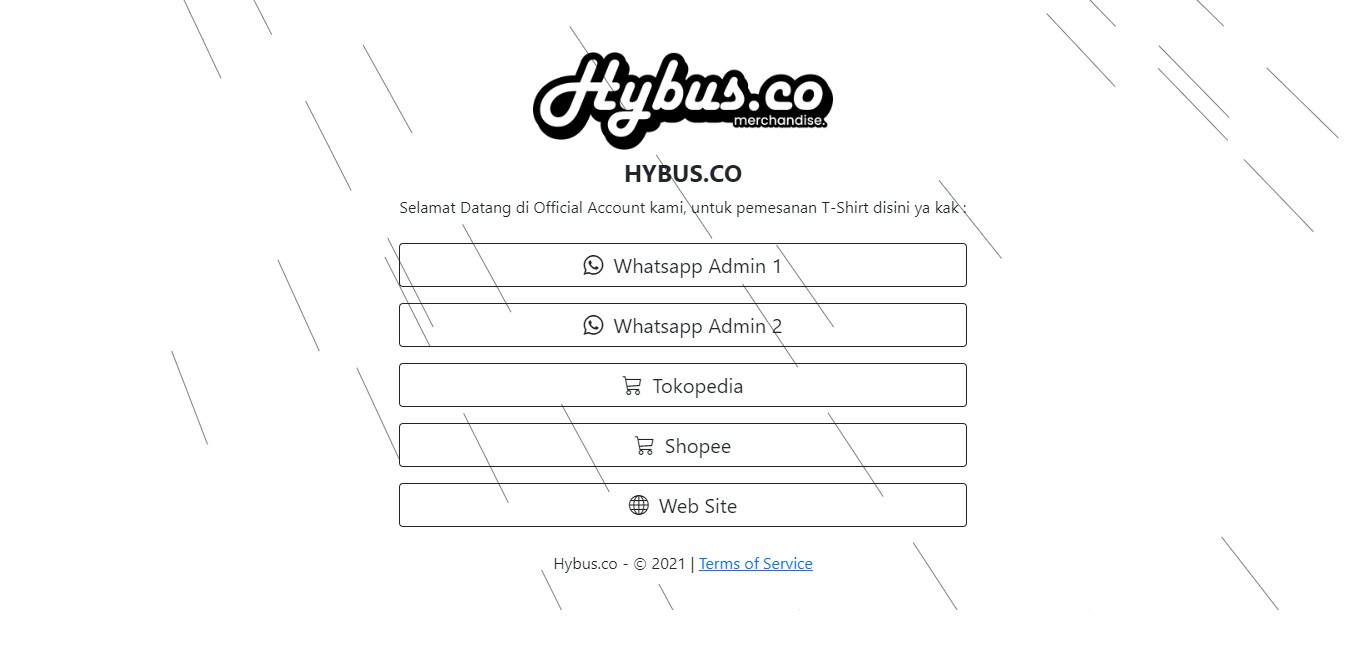 Hybus.co
merchandise.
HYBUS.CO
Selamat Datang di Official Account kami, untuk pemesanan T-Shirt disini ya kak :
Whatsapp Admin 1
Whatsapp Admin 2
Tokopedia
Shopee
Web Site
Hybus.co - © 2021 | Terms of Service